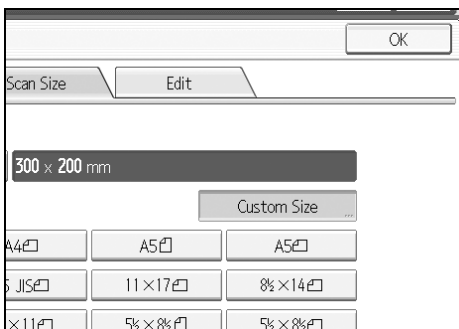 OK
Scan Size Edit
300 × 200 mm
Custom Size ...
A4 A5 A5
JIS 11×17 8½×14
×11 5½×8½ 5½×8½